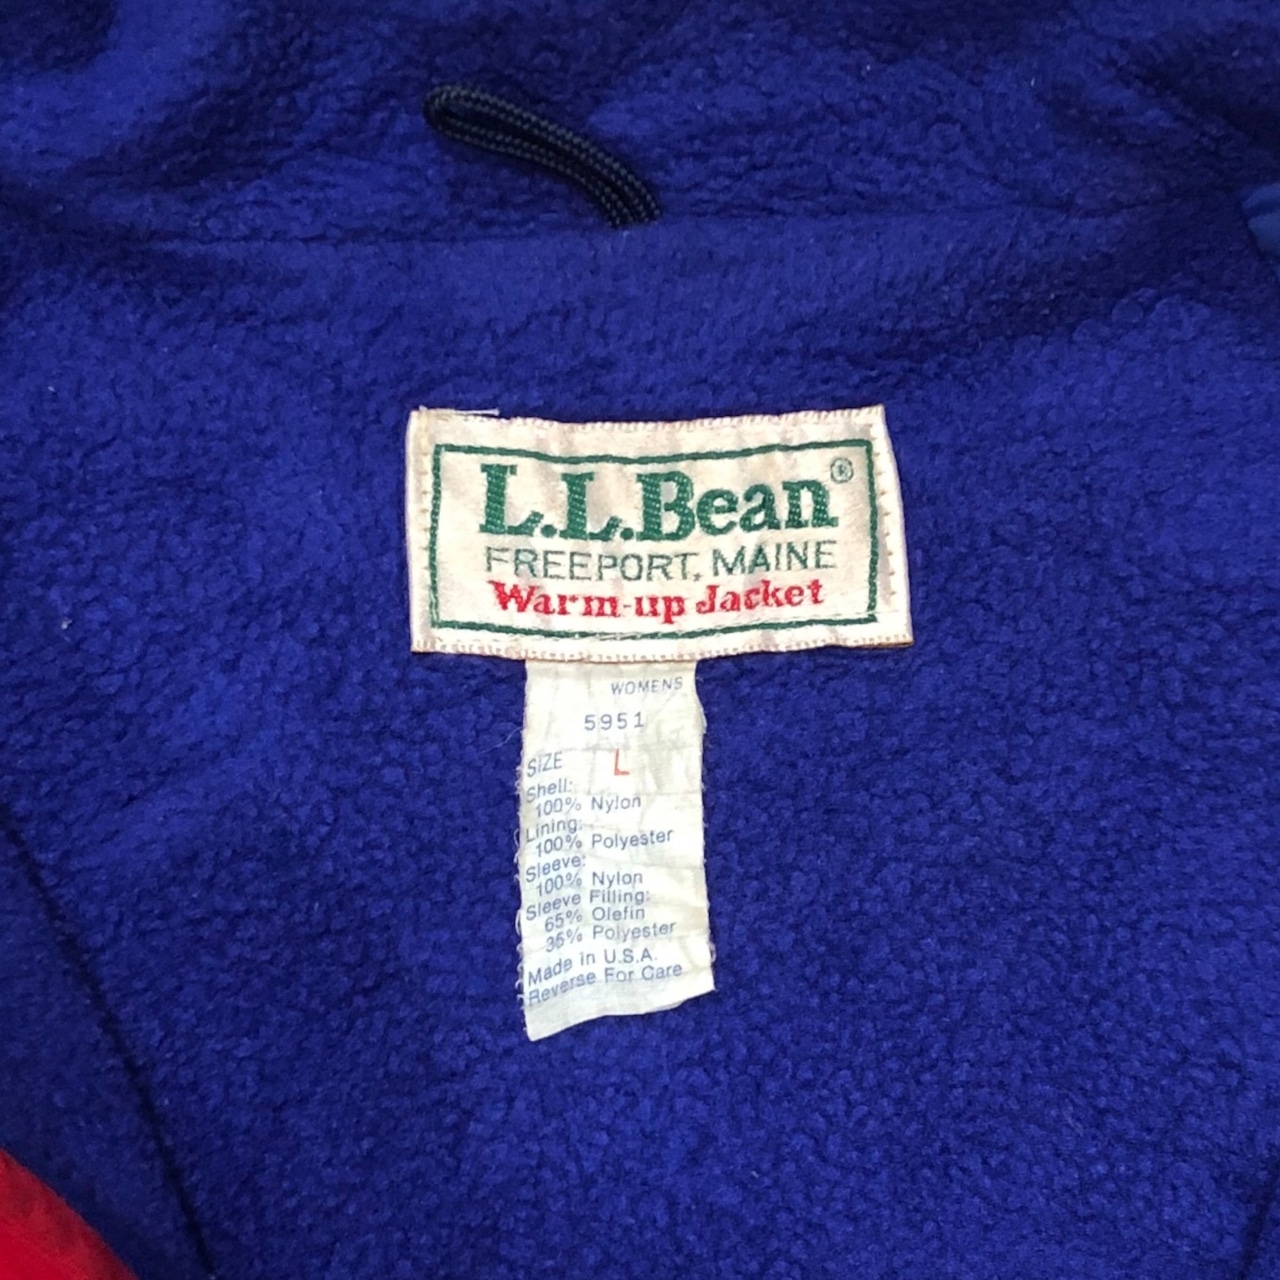 L.L.Bean®
FREEPORT, MAINE
Warm-up Jacket
WOMENS
5951
SIZE L
Shell:
100% Nylon
Lining:
100% Polyester
Sleeve:
100% Nylon
Sleeve Filling:
65% Olefin
35% Polyester
Made in U.S.A.
Reverse For Care